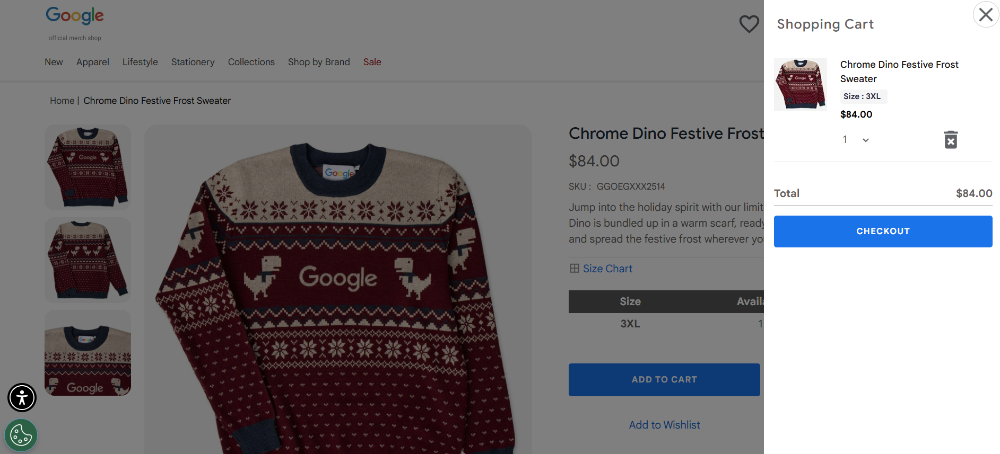 Google
official merch shop
New Apparel Lifestyle Stationery Collections Shop by Brand Sale
Home | Chrome Dino Festive Frost Sweater
Google
Google
Google
Google
Google
Google
Chrome Dino Festive Frost
$84.00
SKU : GGOEGXXX2514
Jump into the holiday spirit with our limit
Dino is bundled up in a warm scarf, ready
and spread the festive frost wherever yo
Size Chart
Size Availa
3XL 1
ADD TO CART
Add to Wishlist
Shopping Cart
Google
Chrome Dino Festive Frost
Sweater
Size : 3XL
$84.00
1
Total $84.00
CHECKOUT